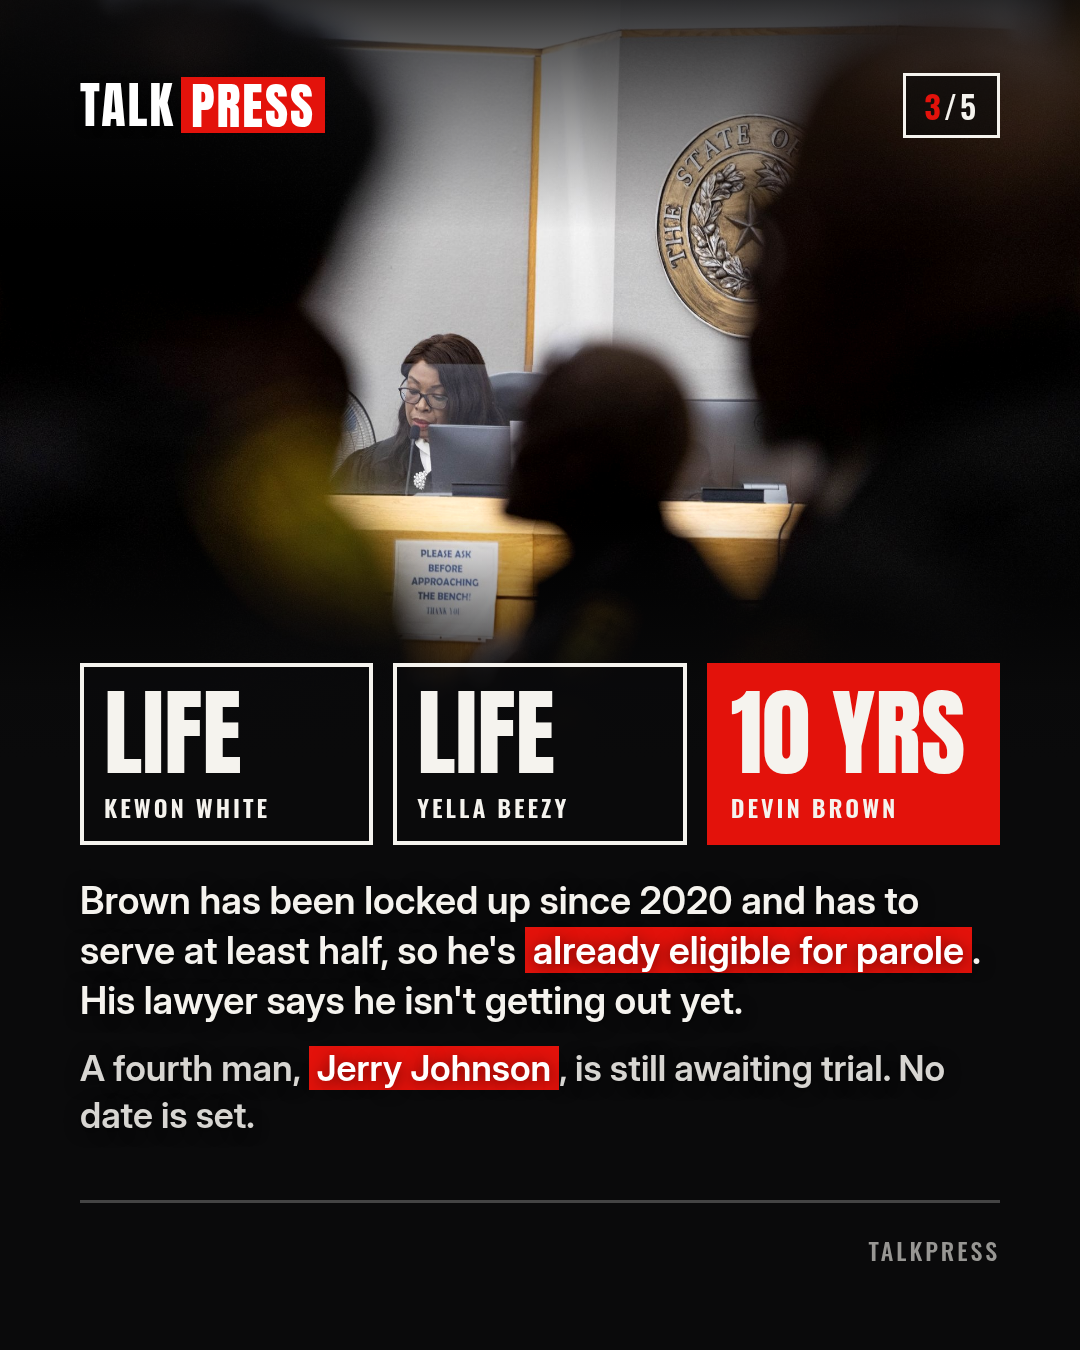 TALK PRESS
3/5
THE STATE OF
PLEASE ASK
BEFORE
APPROACHING
THE BENCH!
THANK YOU
LIFE
KEWON WHITE
LIFE
YELLA BEEZY
10 YRS
DEVIN BROWN
Brown has been locked up since 2020 and has to
serve at least half, so he's already eligible for parole.
His lawyer says he isn't getting out yet.
A fourth man, Jerry Johnson, is still awaiting trial. No
date is set.
TALKPRESS